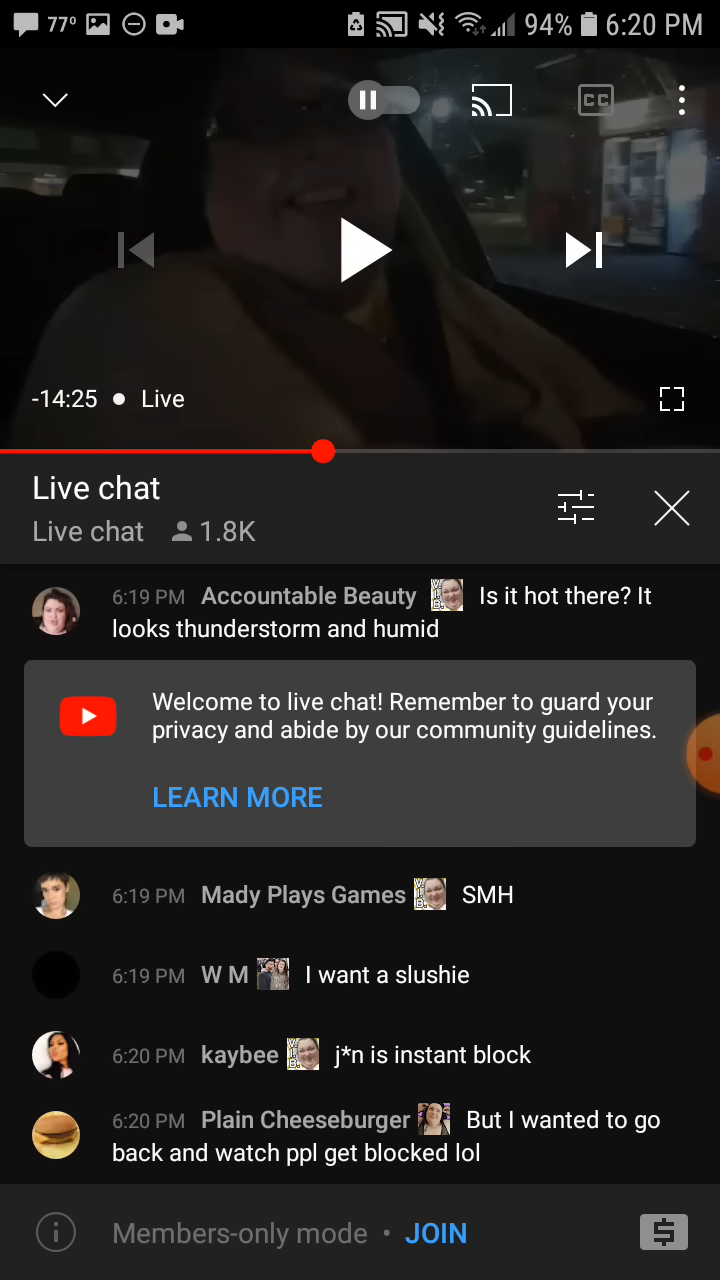 77° 94% 6:20 PM
CC
-14:25 • Live
Live chat
Live chat 1.8K
6:19 PM Accountable Beauty V.I.B. Is it hot there? It
looks thunderstorm and humid
Welcome to live chat! Remember to guard your
privacy and abide by our community guidelines.
LEARN MORE
6:19 PM Mady Plays Games V.I.B. SMH
6:19 PM W M I want a slushie
6:20 PM kaybee V.I.B. j*n is instant block
6:20 PM Plain Cheeseburger But I wanted to go
back and watch ppl get blocked lol
Members-only mode • JOIN